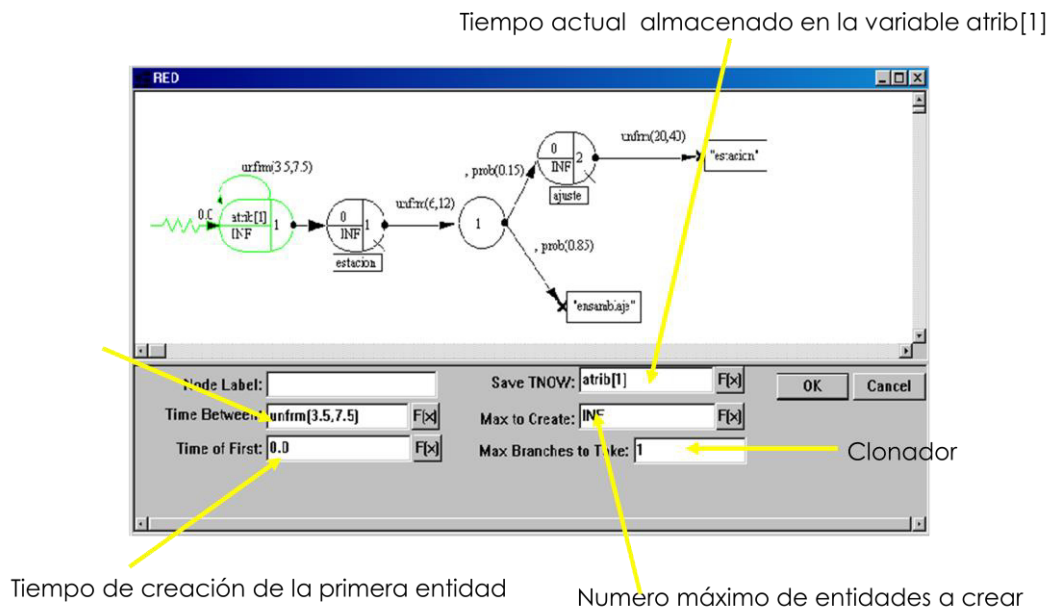 Tiempo actual almacenado en la variable atrib[1]
RED
unfrm(3.5,7.5)
0.0
atrib[1]
INF
1
0
INF
1
estacion
unfrm(6,12)
1
, prob(0.15)
0
INF
2
ajuste
unfrm(20,40)
"estacion"
, prob(0.85)
"ensamblaje"
Node Label:
Save TNOW: atrib[1] F(x)
OK
Cancel
Time Between: unfrm(3.5,7.5) F(x)
Max to Create: INF F(x)
Time of First: 0.0 F(x)
Max Branches to Take: 1
Clonador
Tiempo de creación de la primera entidad
Numero máximo de entidades a crear